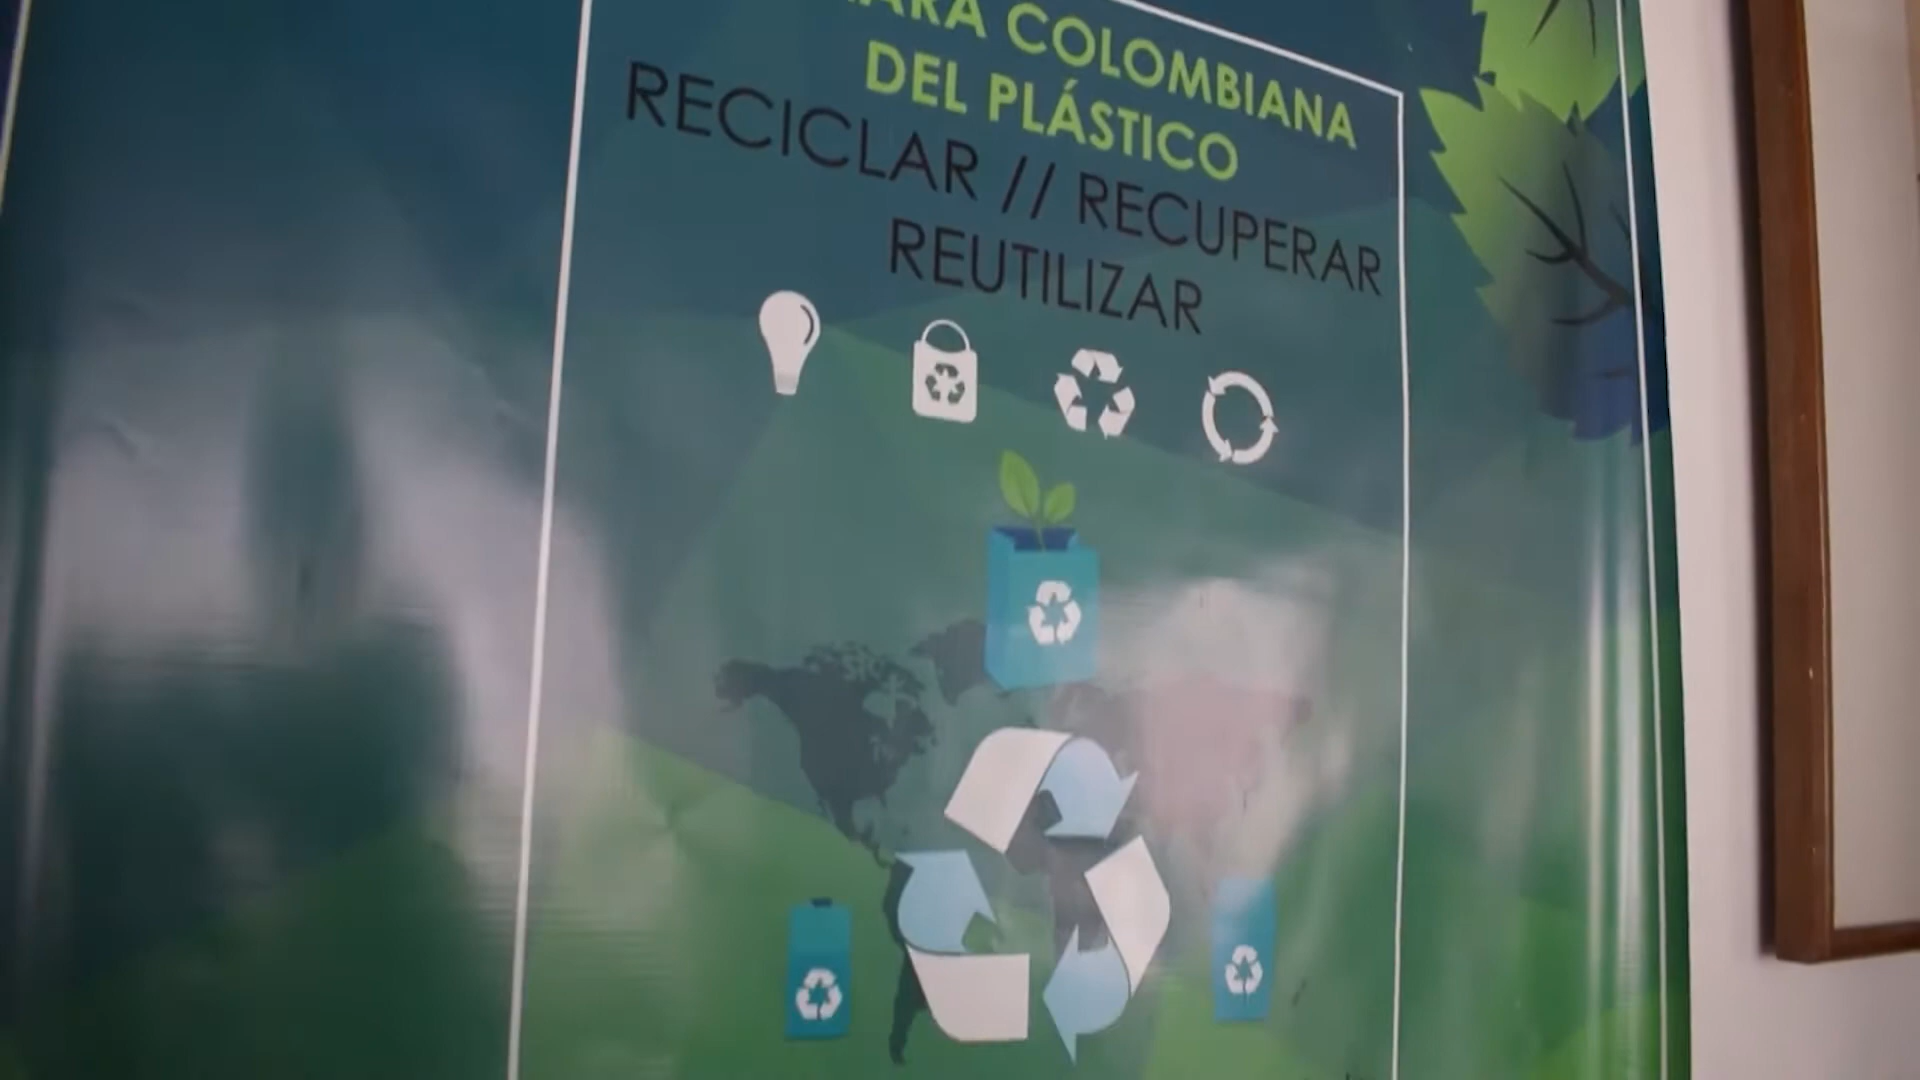 COLOMBIANA
DEL PLÁSTICO
RECICLAR // RECUPERAR
REUTILIZAR